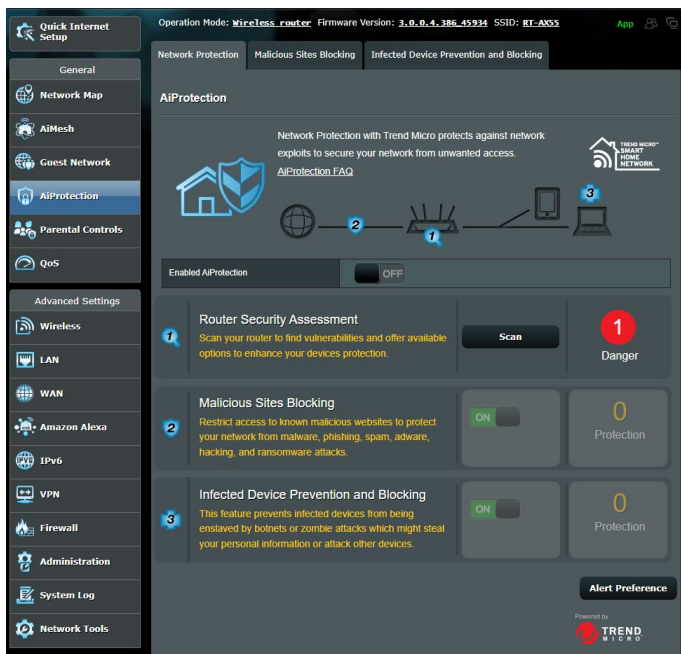 Quick Internet
Setup
Operation Mode: Wireless router Firmware Version: 3.0.0.4.386_45934 SSID: RT-AX55
App
General
Network Map
AiMesh
Guest Network
AiProtection
Parental Controls
QoS
Advanced Settings
Wireless
LAN
WAN
Amazon Alexa
IPv6
VPN
Firewall
Administration
System Log
Network Tools
Network Protection
Malicious Sites Blocking
Infected Device Prevention and Blocking
AiProtection
Network Protection with Trend Micro protects against network
exploits to secure your network from unwanted access.
AiProtection FAQ
TREND MICRO™
SMART
HOME
NETWORK
3
2
1
Enabled AiProtection
OFF
1
Router Security Assessment
Scan your router to find vulnerabilities and offer available
options to enhance your devices protection.
Scan
1
Danger
2
Malicious Sites Blocking
Restrict access to known malicious websites to protect
your network from malware, phishing, spam, adware,
hacking, and ransomware attacks.
ON
0
Protection
3
Infected Device Prevention and Blocking
This feature prevents infected devices from being
enslaved by botnets or zombie attacks which might steal
your personal information or attack other devices.
ON
0
Protection
Alert Preference
Powered by
TREND
MICRO